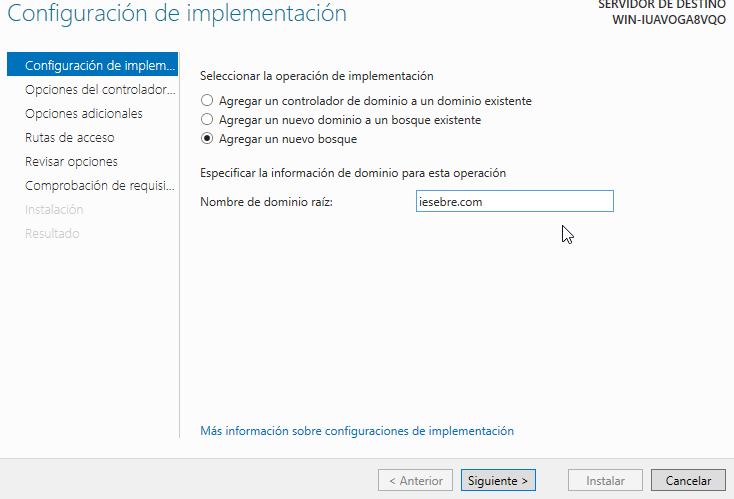 Configuración de implementación
SERVIDOR DE DESTINO
WIN-IUAVOGA8VQO
Configuración de implem...
Opciones del controlador...
Opciones adicionales
Rutas de acceso
Revisar opciones
Comprobación de requisi...
Instalación
Resultado
Seleccionar la operación de implementación
Agregar un controlador de dominio a un dominio existente
Agregar un nuevo dominio a un bosque existente
Agregar un nuevo bosque
Especificar la información de dominio para esta operación
Nombre de dominio raíz:
iesebre.com
Más información sobre configuraciones de implementación
< Anterior
Siguiente >
Instalar
Cancelar